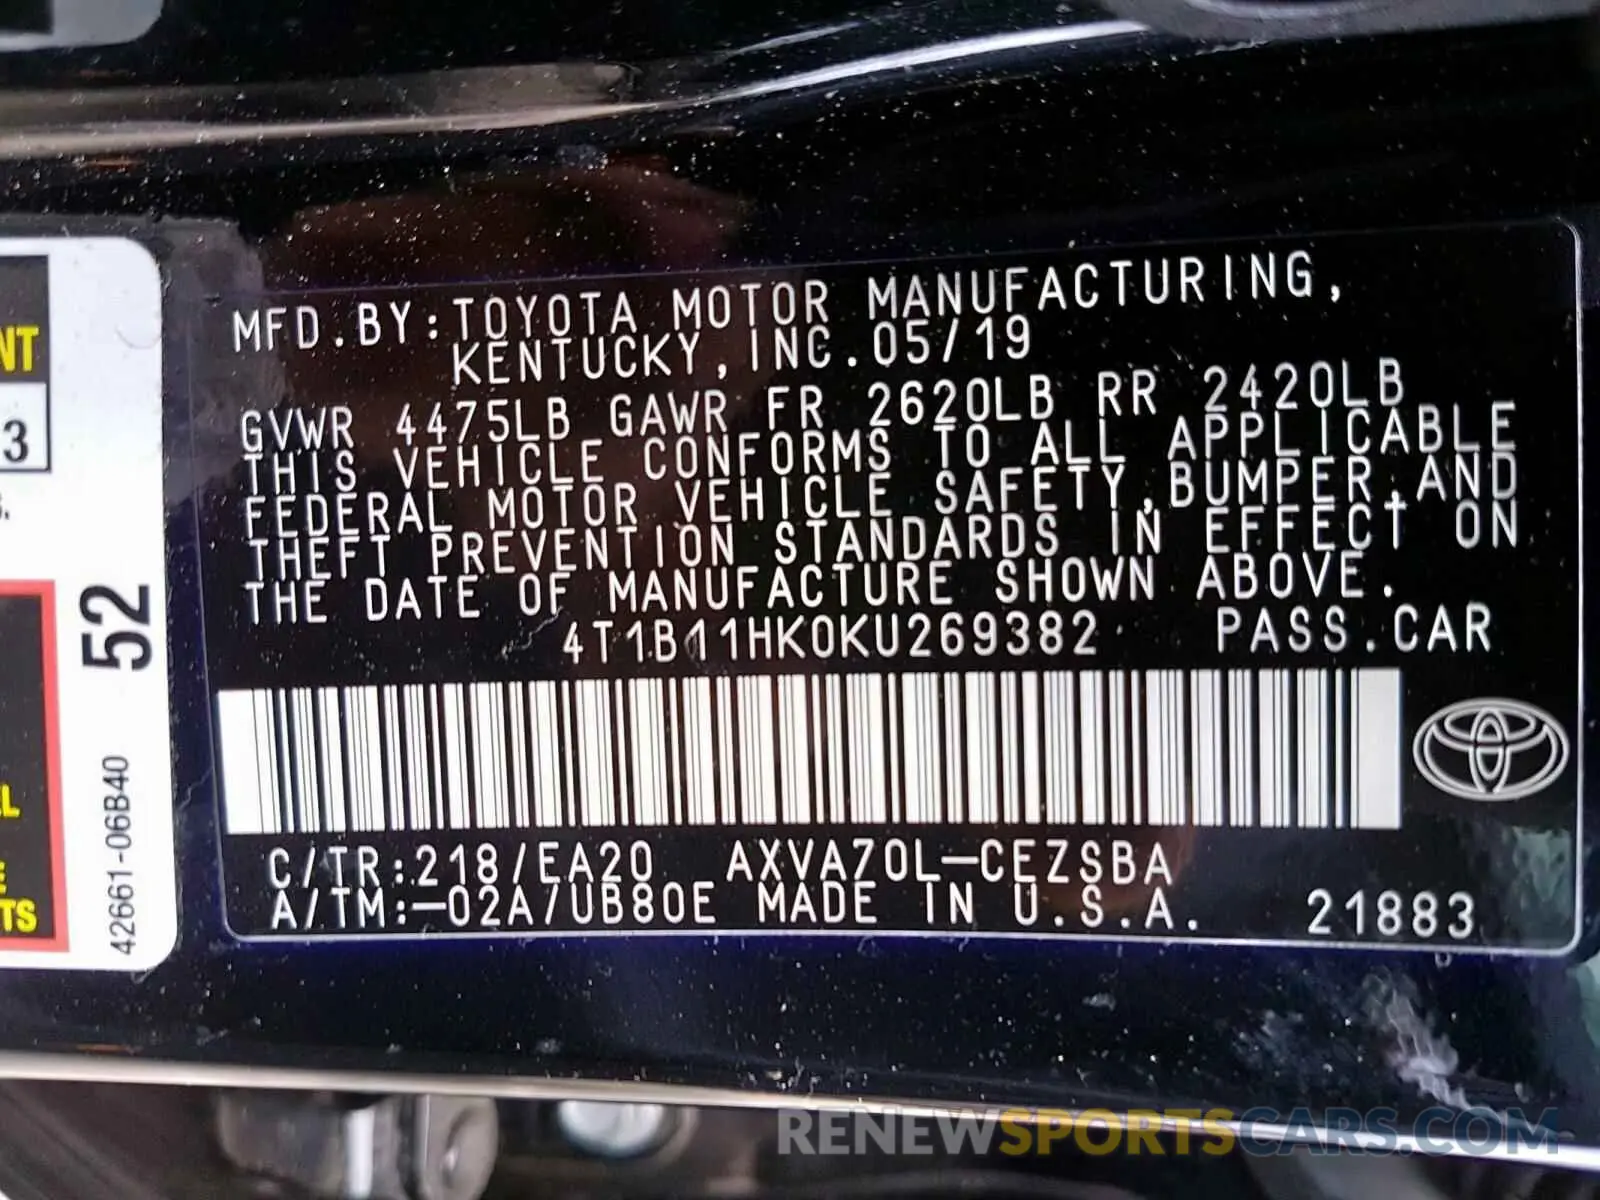 MFD.BY:TOYOTA MOTOR MANUFACTURING,
KENTUCKY, INC.05/19
GVWR 4475LB GAWR FR 2620LB RR 2420LB
THIS VEHICLE CONFORMS TO ALL APPLICABLE
FEDERAL MOTOR VEHICLE SAFETY,BUMPER,AND
THEFT PREVENTION STANDARDS IN EFFECT ON
THE DATE OF MANUFACTURE SHOWN ABOVE.
4T1B11HK0KU269382 PASS.CAR
C/TR:218/EA20 AXVA70L-CEZSBA
A/TM:-02A/UB80E MADE IN U.S.A. 21883
NT
3
52
42661-06B40
TS
RENEWSPORTSCARS.COM